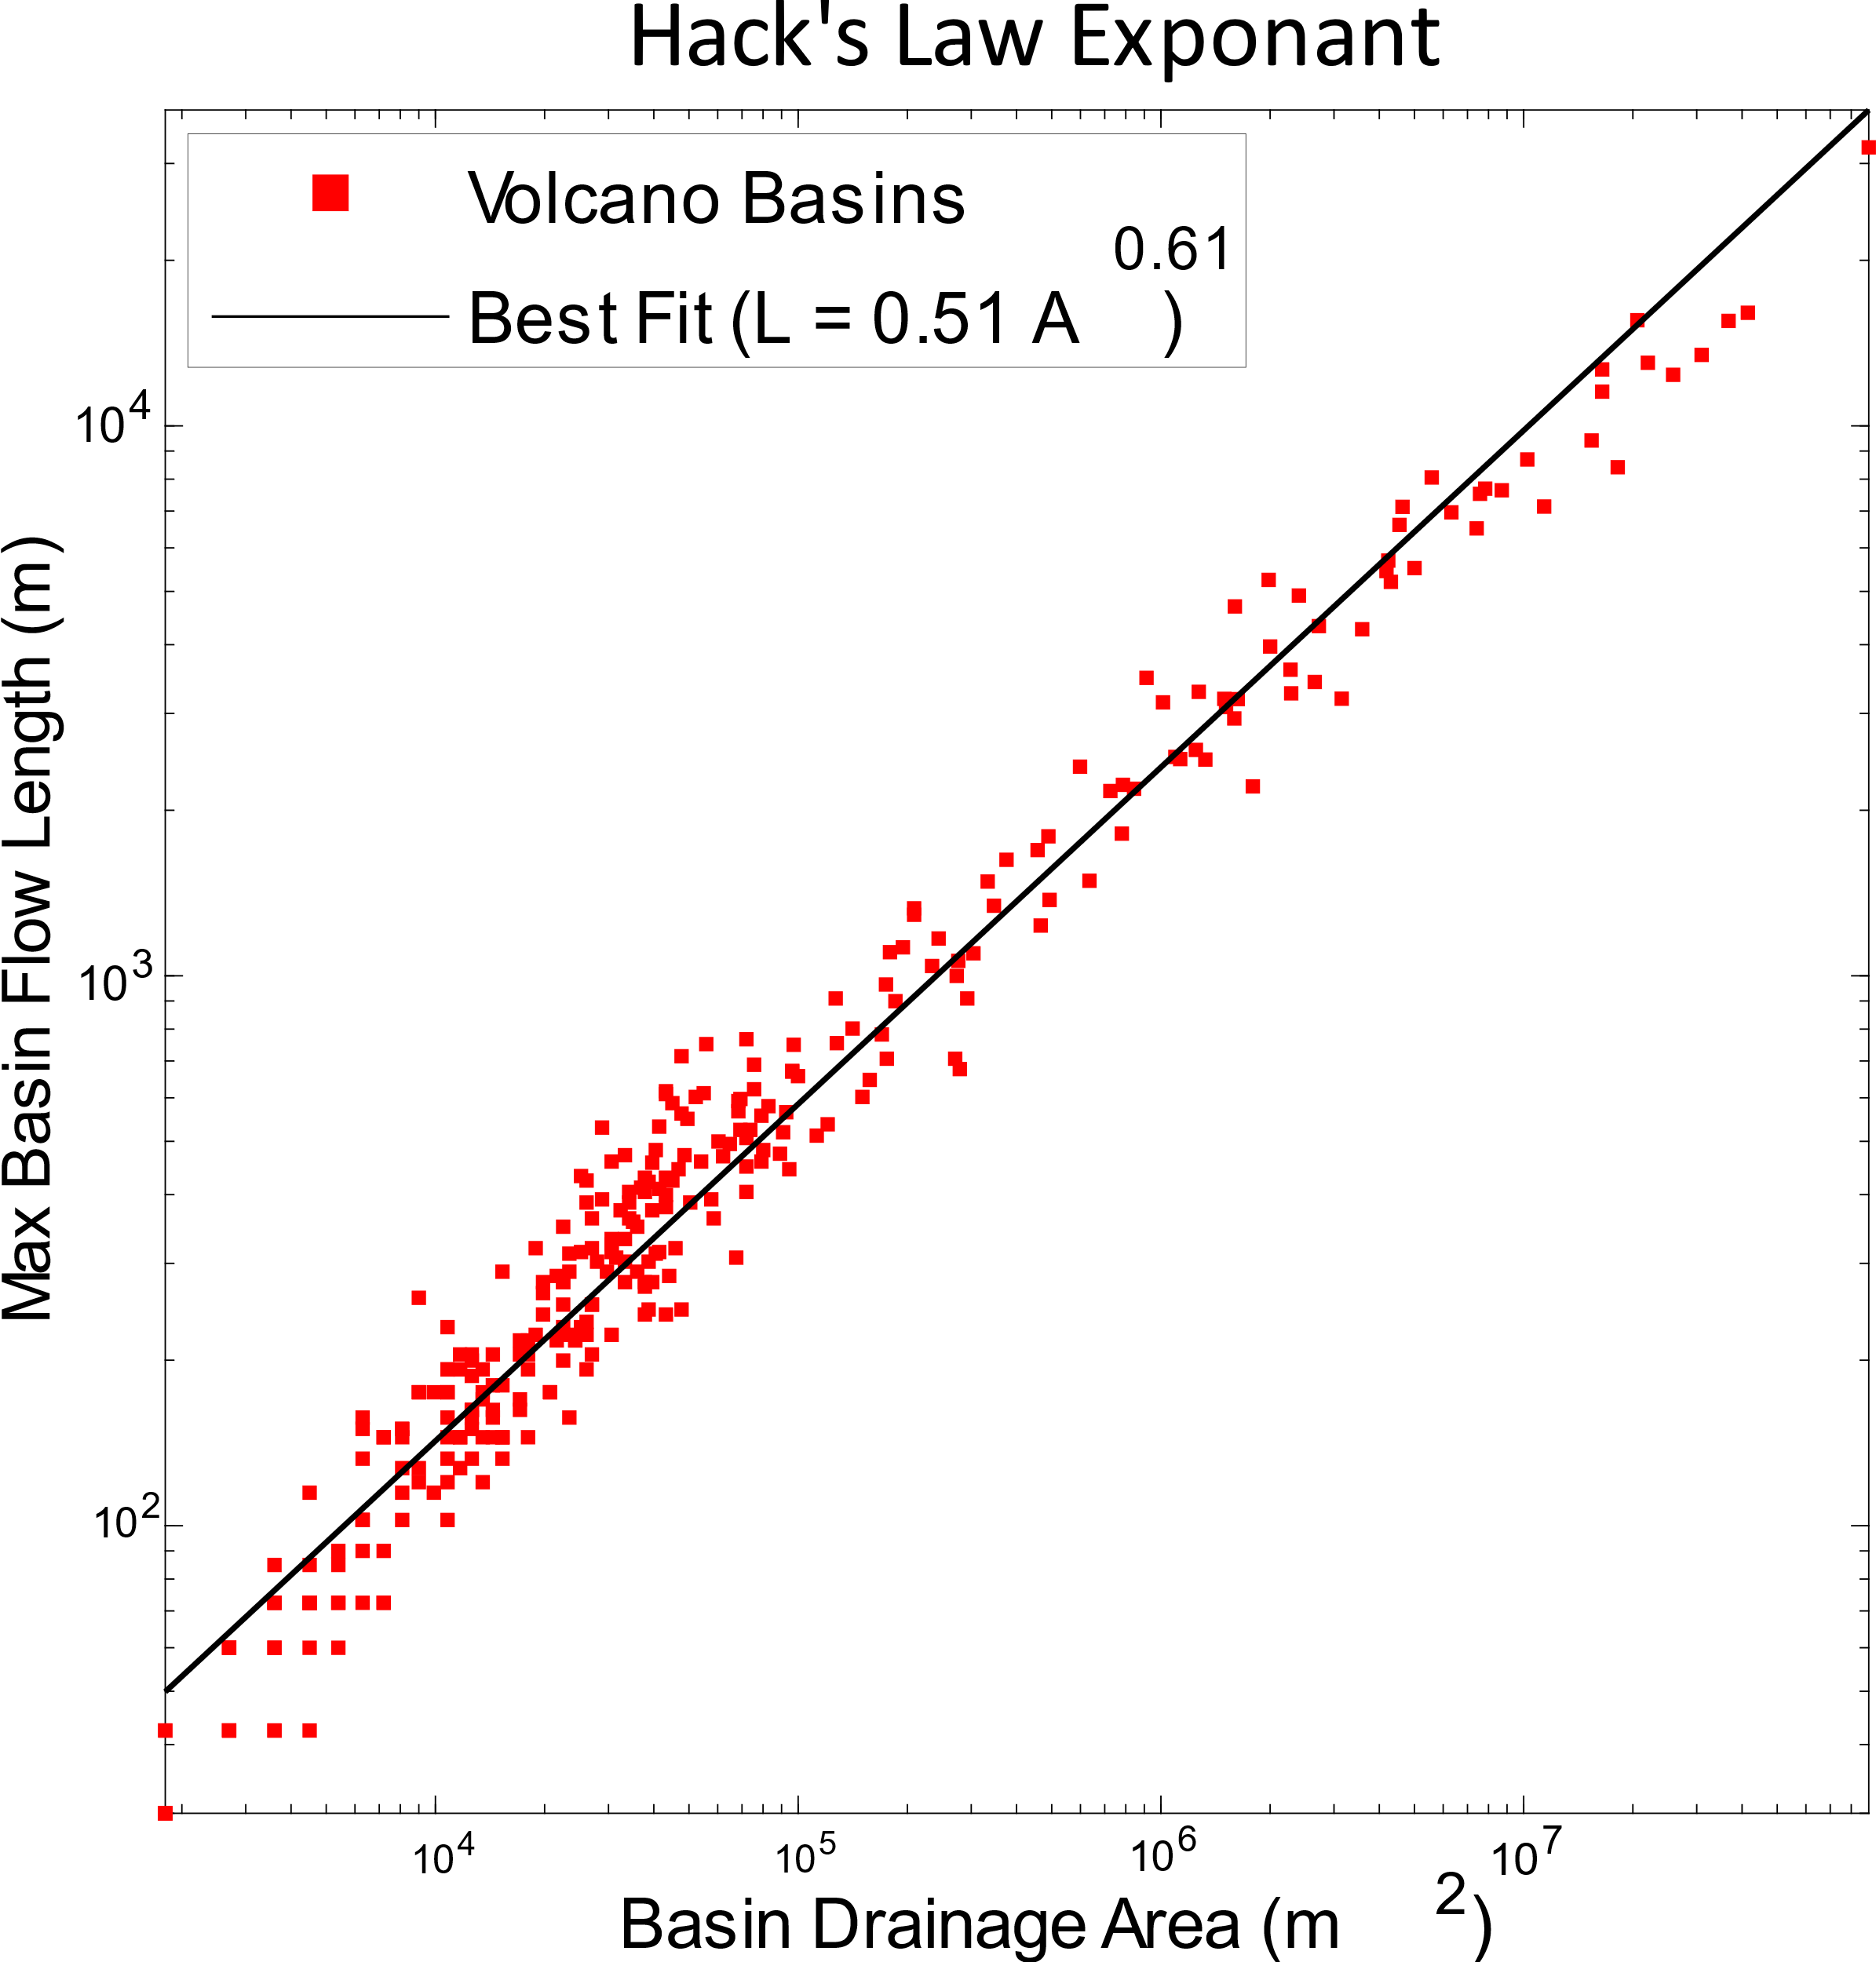 Hack's Law Exponant
Volcano Basins
Best Fit (L = 0.51 A^0.61)
10^4
10^3
10^2
Max Basin Flow Length (m)
10^4 10^5 10^6 10^7
Basin Drainage Area (m^2)